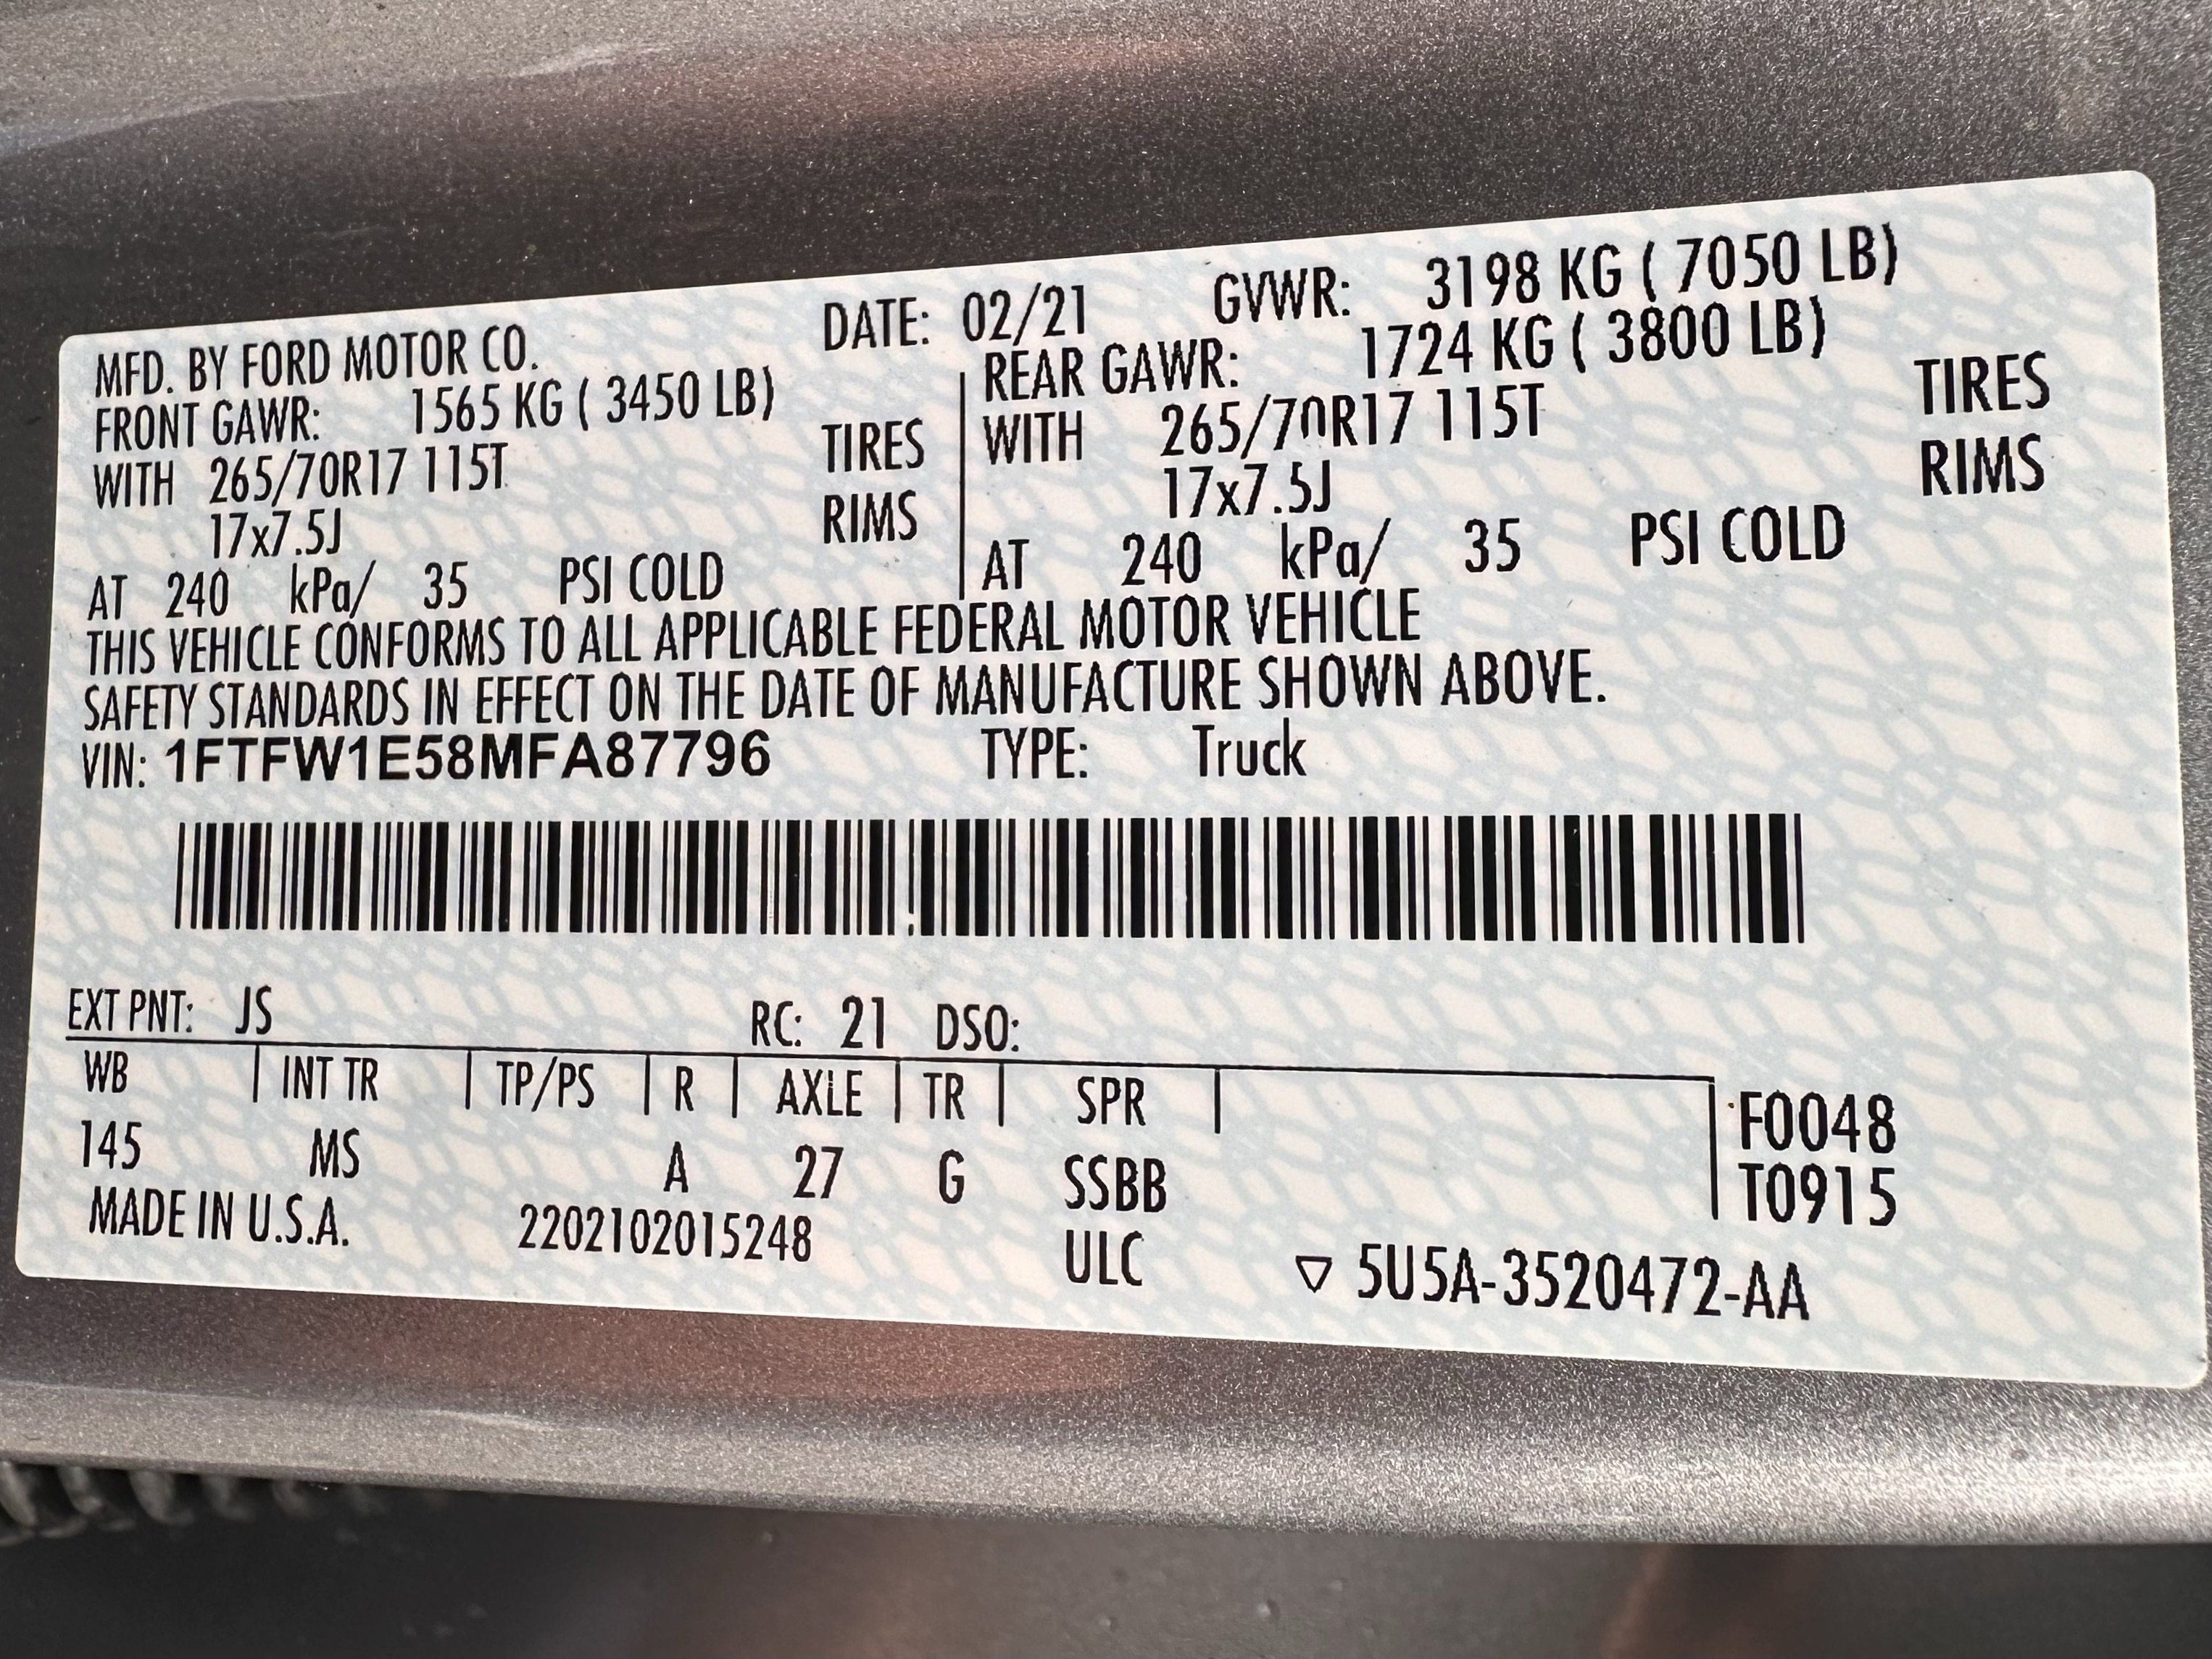 MFD. BY FORD MOTOR CO. DATE: 02/21 GVWR: 3198 KG ( 7050 LB)
FRONT GAWR: 1565 KG ( 3450 LB) REAR GAWR: 1724 KG ( 3800 LB)
WITH 265/70R17 115T TIRES WITH 265/70R17 115T TIRES
17x7.5J RIMS 17x7.5J RIMS
AT 240 kPa/ 35 PSI COLD AT 240 kPa/ 35 PSI COLD
THIS VEHICLE CONFORMS TO ALL APPLICABLE FEDERAL MOTOR VEHICLE
SAFETY STANDARDS IN EFFECT ON THE DATE OF MANUFACTURE SHOWN ABOVE.
VIN: 1FTFW1E58MFA87796 TYPE: Truck
EXT PNT: JS RC: 21 DSO:
WB INT TR TP/PS R AXLE TR SPR F0048
145 MS A 27 G SSBB T0915
MADE IN U.S.A. 2202102015248 ULC ▽ 5U5A-3520472-AA